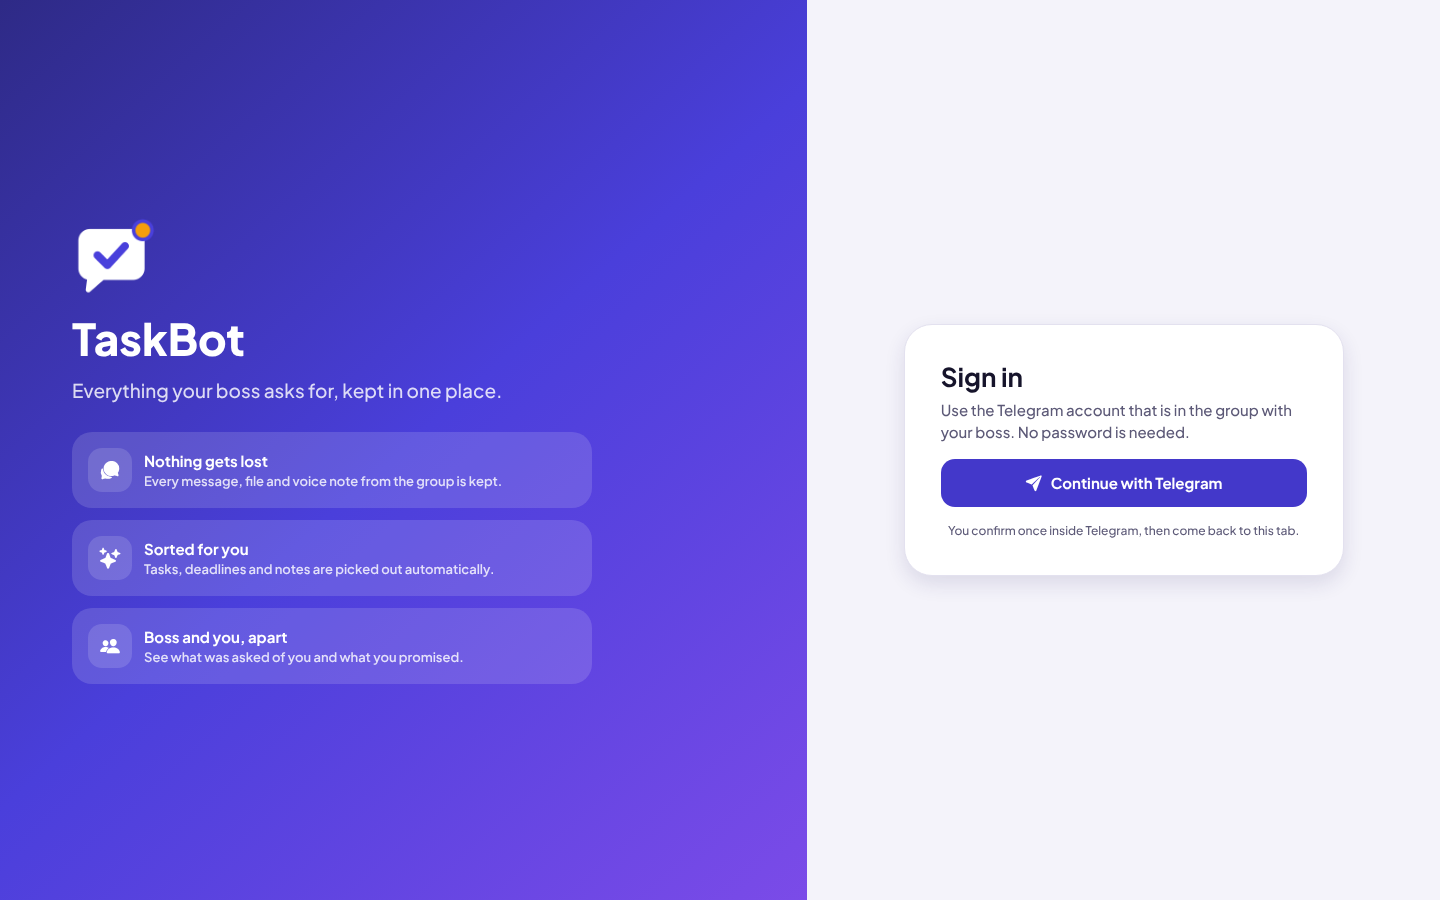 TaskBot
Everything your boss asks for, kept in one place.
Nothing gets lost
Every message, file and voice note from the group is kept.
Sorted for you
Tasks, deadlines and notes are picked out automatically.
Boss and you, apart
See what was asked of you and what you promised.
Sign in
Use the Telegram account that is in the group with
your boss. No password is needed.
Continue with Telegram
You confirm once inside Telegram, then come back to this tab.